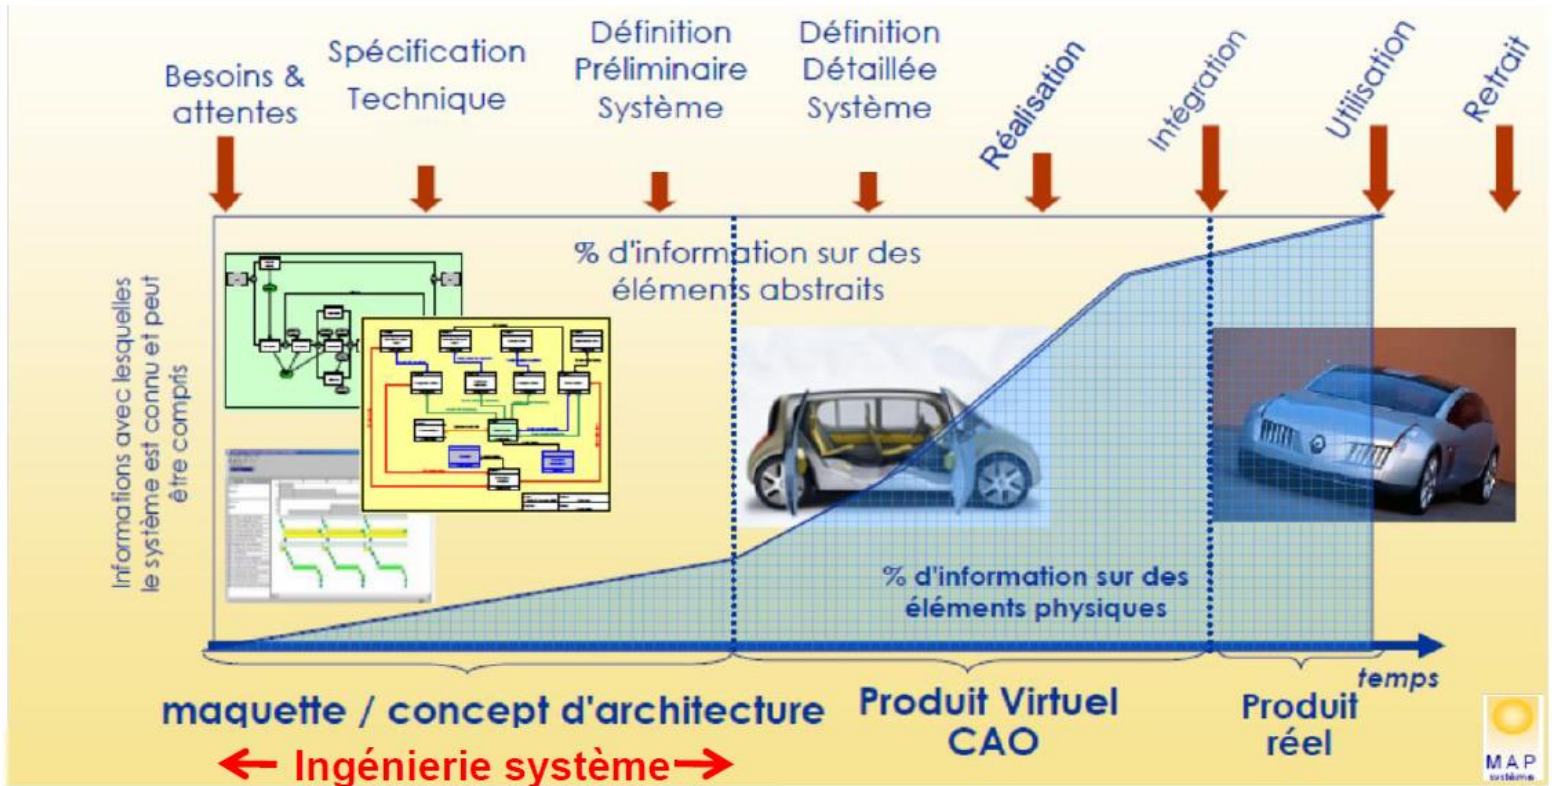 Besoins &
attentes
Spécification
Technique
Définition
Préliminaire
Système
Définition
Détaillée
Système
Réalisation
Intégration
Utilisation
Retrait
Informations avec lesquelles
le système est connu et peut
être compris
% d'information sur des
éléments abstraits
% d'information sur des
éléments physiques
temps
maquette / concept d'architecture
Produit Virtuel
CAO
Produit
réel
Ingénierie système
MAP
système